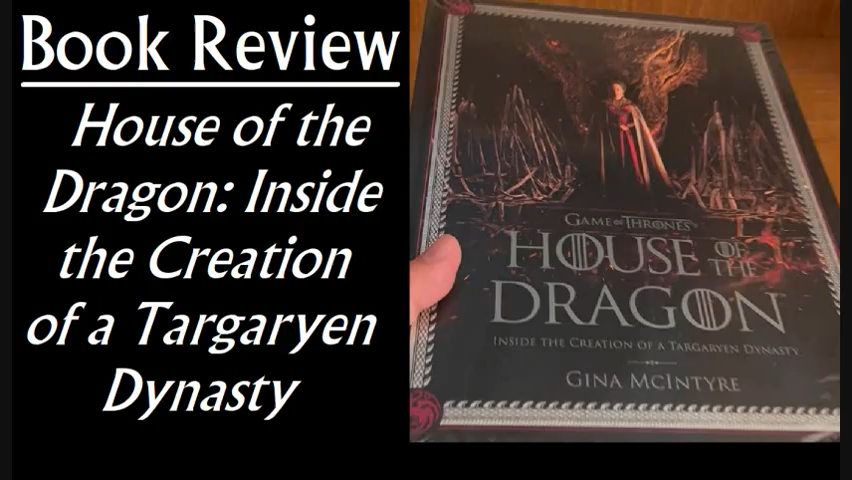 Book Review
House of the
Dragon: Inside
the Creation
of a Targaryen
Dynasty
GAME OF THRONES
HOUSE OF THE
DRAGON
INSIDE THE CREATION OF A TARGARYEN DYNASTY
GINA MCINTYRE